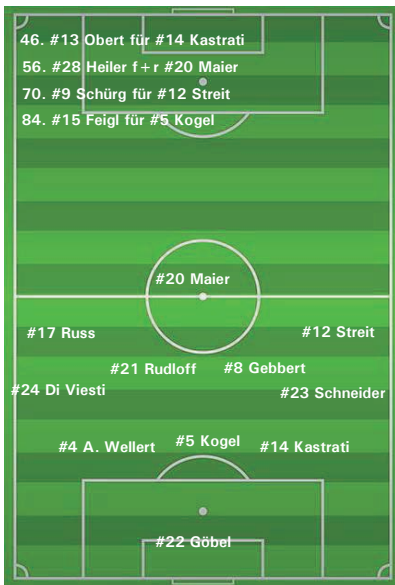 46. #13 Obert für #14 Kastrati
56. #28 Heiler f+r #20 Maier
70. #9 Schürg für #12 Streit
84. #15 Feigl für #5 Kogel
#20 Maier
#17 Russ
#12 Streit
#21 Rudloff
#8 Gebbert
#24 Di Viesti
#23 Schneider
#4 A. Wellert
#5 Kogel
#14 Kastrati
#22 Göbel